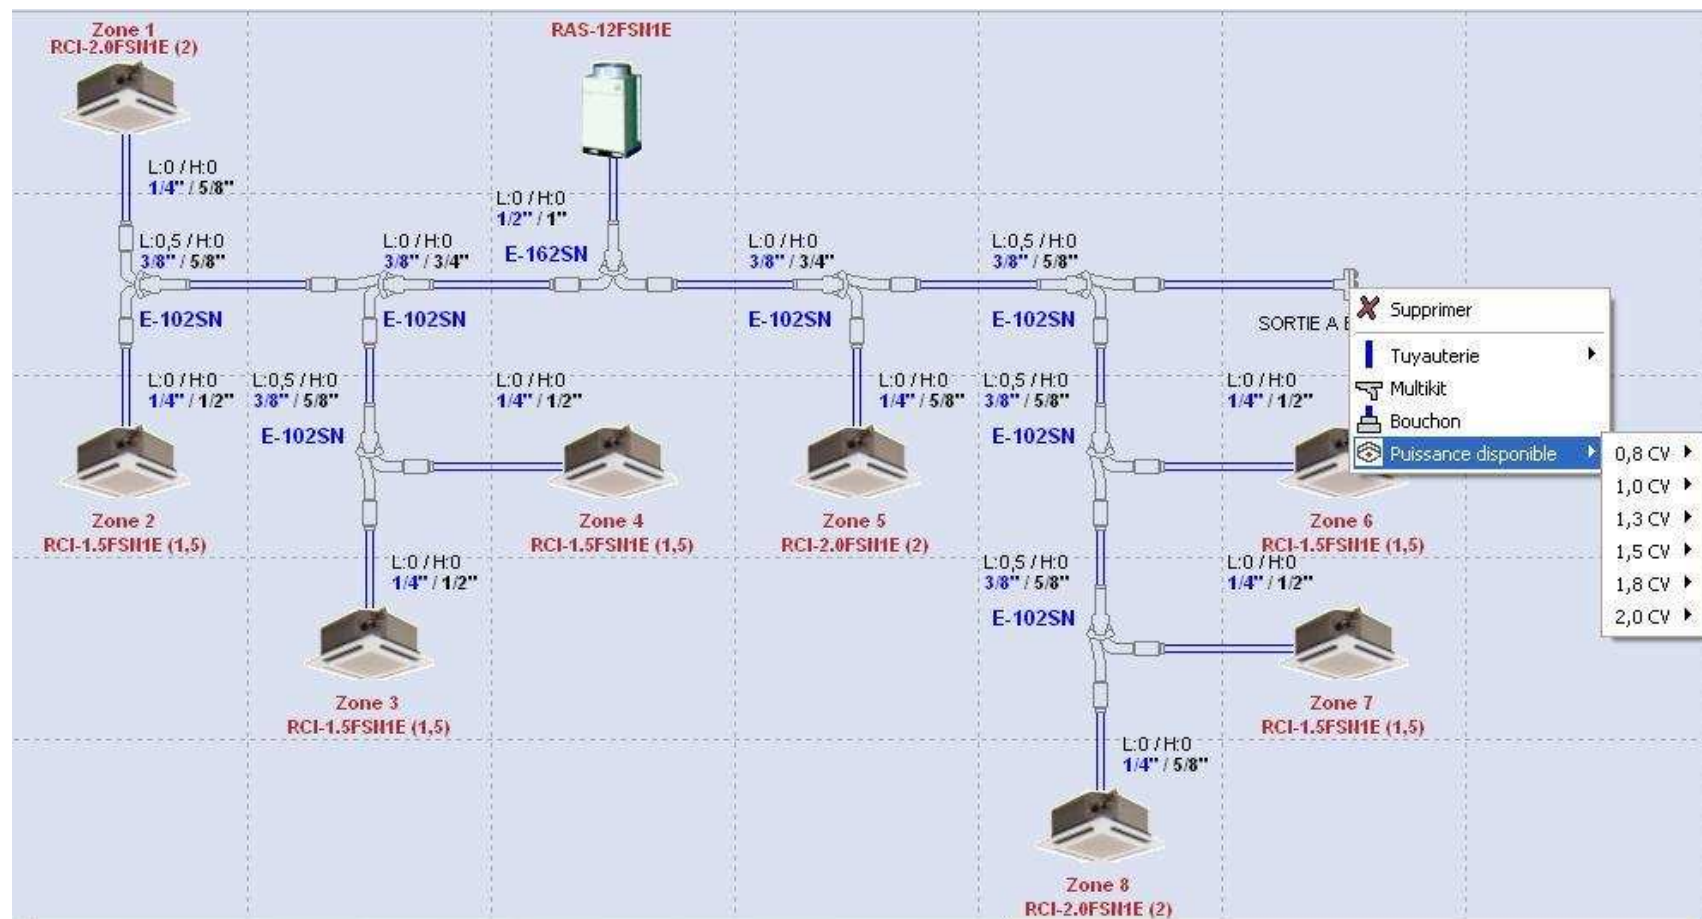 Zone 1
RCI-2.0FSN1E (2)
RAS-12FSN1E
L:0 / H:0
1/4" / 5/8"
L:0 / H:0
1/2" / 1"
E-162SN
L:0,5 / H:0
3/8" / 5/8"
L:0 / H:0
3/8" / 3/4"
L:0 / H:0
3/8" / 3/4"
L:0,5 / H:0
3/8" / 5/8"
E-102SN
E-102SN
E-102SN
E-102SN
SORTIE A
Supprimer
Tuyauterie
Multikit
Bouchon
Puissance disponible
0,8 CV
1,0 CV
1,3 CV
1,5 CV
1,8 CV
2,0 CV
L:0 / H:0
1/4" / 1/2"
L:0,5 / H:0
3/8" / 5/8"
E-102SN
L:0 / H:0
1/4" / 1/2"
L:0 / H:0
1/4" / 5/8"
L:0,5 / H:0
3/8" / 5/8"
E-102SN
L:0 / H:0
1/4" / 1/2"
Zone 2
RCI-1.5FSN1E (1,5)
Zone 4
RCI-1.5FSN1E (1,5)
Zone 5
RCI-2.0FSN1E (2)
Zone 6
RCI-1.5FSN1E (1,5)
L:0 / H:0
1/4" / 1/2"
L:0,5 / H:0
3/8" / 5/8"
E-102SN
L:0 / H:0
1/4" / 1/2"
Zone 3
RCI-1.5FSN1E (1,5)
Zone 7
RCI-1.5FSN1E (1,5)
L:0 / H:0
1/4" / 5/8"
Zone 8
RCI-2.0FSN1E (2)